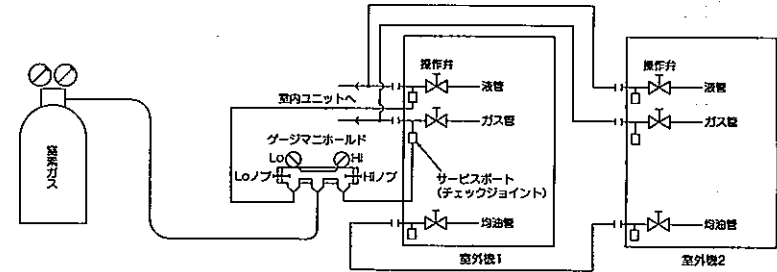 操作弁
液管
室内ユニットへ
ガス管
ゲージマニホールド
Lo
Hi
Loノブ
Hiノブ
サービスポート
(チェックジョイント)
均油管
室外機1
窒素ガス
操作弁
液管
ガス管
均油管
室外機2